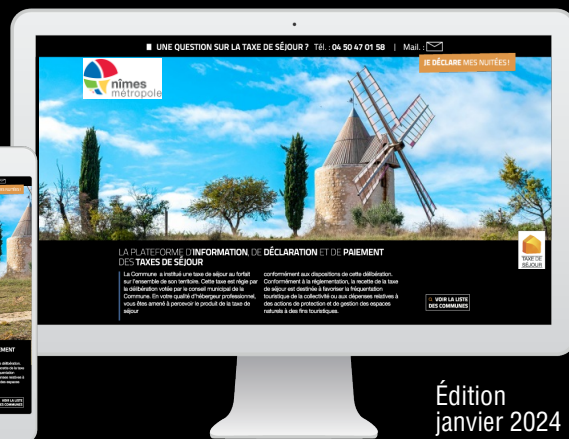 UNE QUESTION SUR LA TAXE DE SÉJOUR ? Tél. : 04 50 47 01 58 | Mail. :
JE DÉCLARE MES NUITÉES !
nîmes
métropole
LA PLATEFORME D'INFORMATION, DE DÉCLARATION ET DE PAIEMENT
DES TAXES DE SÉJOUR
La Commune a institué une taxe de séjour au forfait
sur l'ensemble de son territoire. Cette taxe est régie par
la délibération votée par le conseil municipal de la
Commune. En votre qualité d'hébergeur professionnel,
vous êtes amené à percevoir le produit de la taxe de
séjour
conformément aux dispositions de cette délibération.
Conformément à la réglementation, la recette de la taxe
de séjour est destinée à favoriser la fréquentation
touristique de la collectivité ou aux dépenses relatives à
des actions de protection et de gestion des espaces
naturels à des fins touristiques.
TAXE DE
SÉJOUR
VOIR LA LISTE
DES COMMUNES
EMENT
VOIR LA LISTE
DES COMMUNES
Édition
janvier 2024